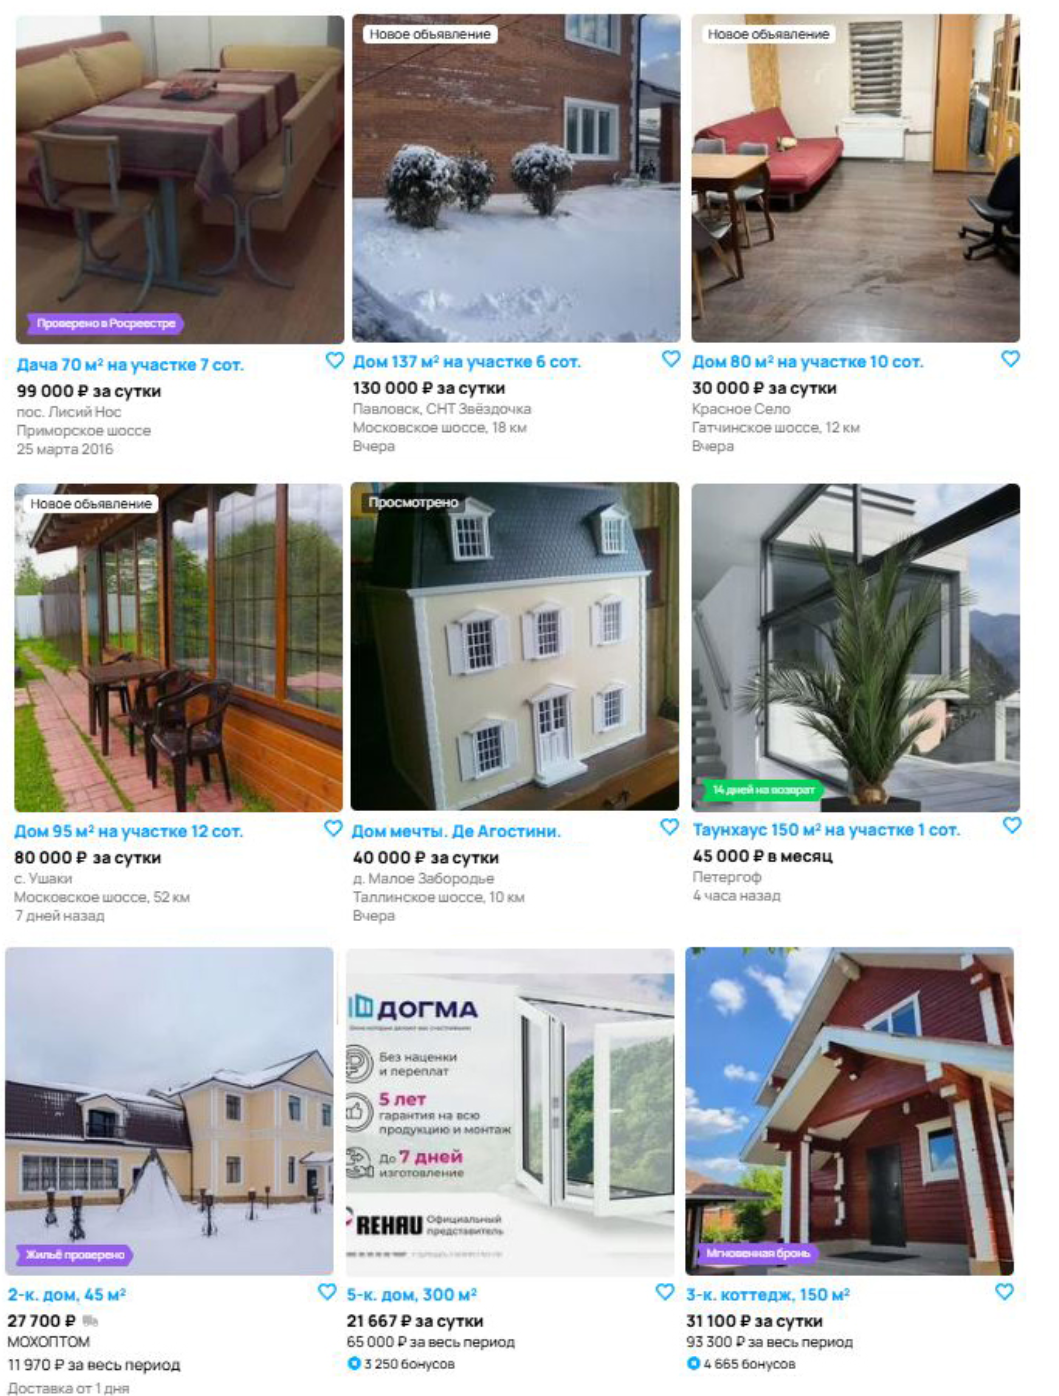 Проверено в Росреестре
Дача 70 м² на участке 7 сот.
99 000 ₽ за сутки
пос. Лисий Нос
Приморское шоссе
25 марта 2016
Новое объявление
Дом 137 м² на участке 6 сот.
130 000 ₽ за сутки
Павловск, СНТ Звёздочка
Московское шоссе, 18 км
Вчера
Новое объявление
Дом 80 м² на участке 10 сот.
30 000 ₽ за сутки
Красное Село
Гатчинское шоссе, 12 км
Вчера
Новое объявление
Дом 95 м² на участке 12 сот.
80 000 ₽ за сутки
с. Ушаки
Московское шоссе, 52 км
7 дней назад
Просмотрено
Дом мечты. Де Агостини.
40 000 ₽ за сутки
д. Малое Забородье
Таллинское шоссе, 10 км
Вчера
14 дней на возврат
Таунхаус 150 м² на участке 1 сот.
45 000 ₽ в месяц
Петергоф
4 часа назад
Жильё проверено
2-к. дом, 45 м²
27 700 ₽
МОХОПТОМ
11 970 ₽ за весь период
Доставка от 1 дня
ДОГМА
Без наценки
и переплат
5 лет
гарантия на всю
продукцию и монтаж
До 7 дней
изготовление
REHAU Официальный
представитель
5-к. дом, 300 м²
21 667 ₽ за сутки
65 000 ₽ за весь период
3 250 бонусов
Мгновенная бронь
3-к. коттедж, 150 м²
31 100 ₽ за сутки
93 300 ₽ за весь период
4 665 бонусов